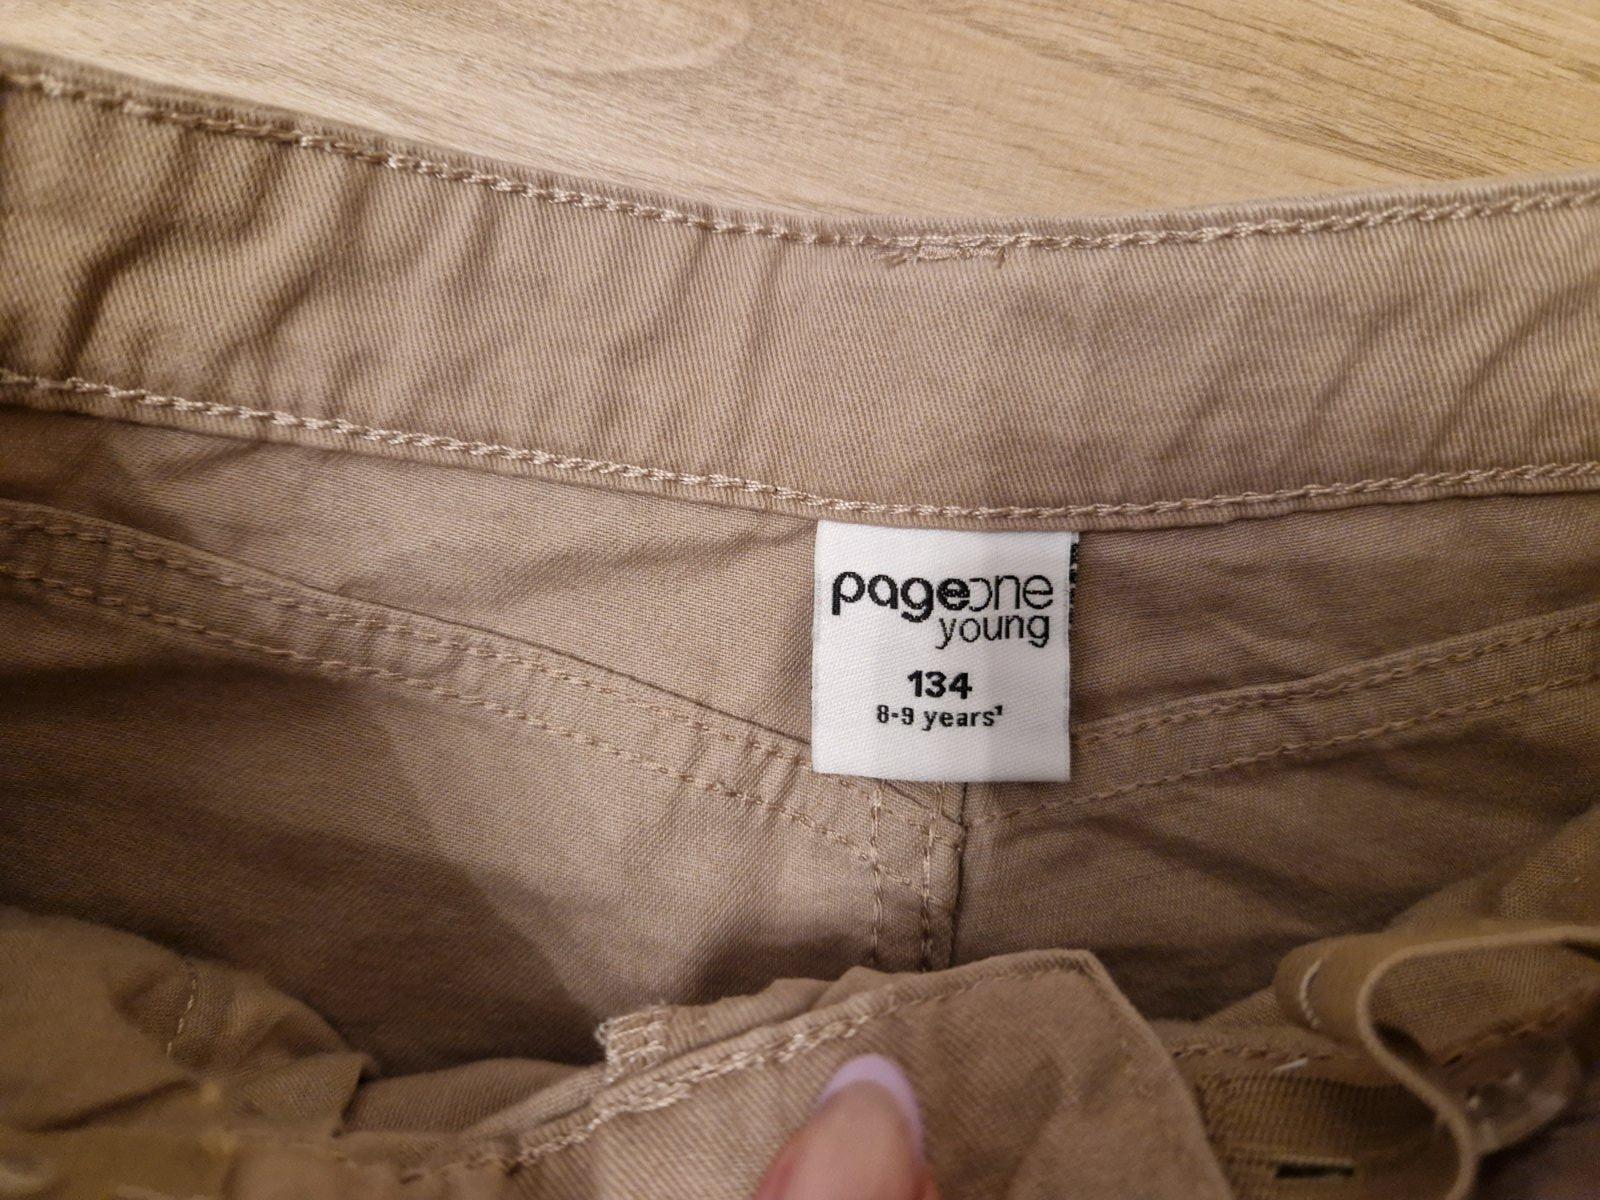 pageone
young
134
8-9 years¹